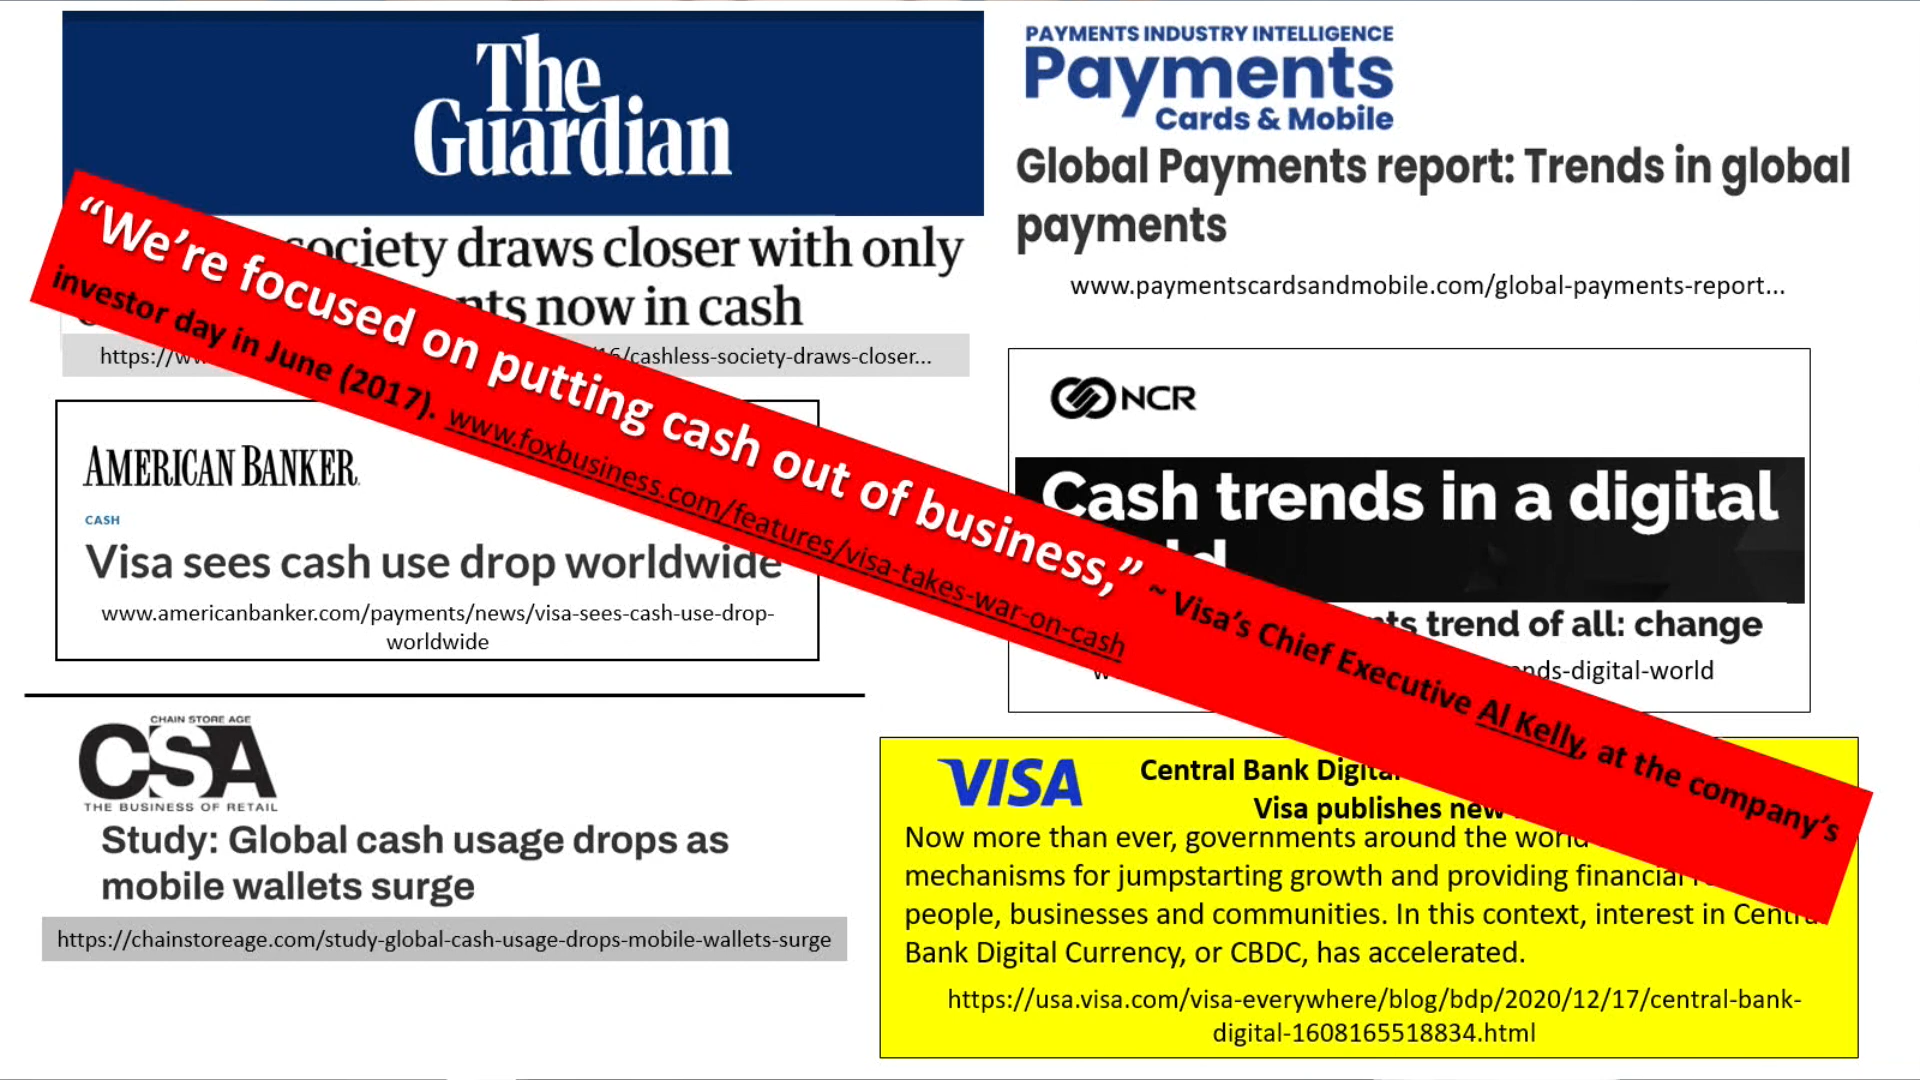 The
Guardian
society draws closer with only
now in cash
/cashless-society-draws-closer...
PAYMENTS INDUSTRY INTELLIGENCE
Payments
Cards & Mobile
Global Payments report: Trends in global
payments
www.paymentscardsandmobile.com/global-payments-report...
“We’re focused on putting cash out of business,” ~ Visa’s Chief Executive Al Kelly, at the company’s
investor day in June (2017). www.foxbusiness.com/features/visa-takes-war-on-cash
AMERICAN BANKER
CASH
Visa sees cash use drop worldwide
www.americanbanker.com/payments/news/visa-sees-cash-use-drop-
worldwide
NCR
Cash trends in a digital
trend of all: change
-digital-world
CHAIN STORE AGE
CSA
THE BUSINESS OF RETAIL
Study: Global cash usage drops as
mobile wallets surge
https://chainstoreage.com/study-global-cash-usage-drops-mobile-wallets-surge
VISA
Central Bank Digital
Visa publishes new
Now more than ever, governments around the world
mechanisms for jumpstarting growth and providing financial
people, businesses and communities. In this context, interest in Central
Bank Digital Currency, or CBDC, has accelerated.
https://usa.visa.com/visa-everywhere/blog/bdp/2020/12/17/central-bank-
digital-1608165518834.html